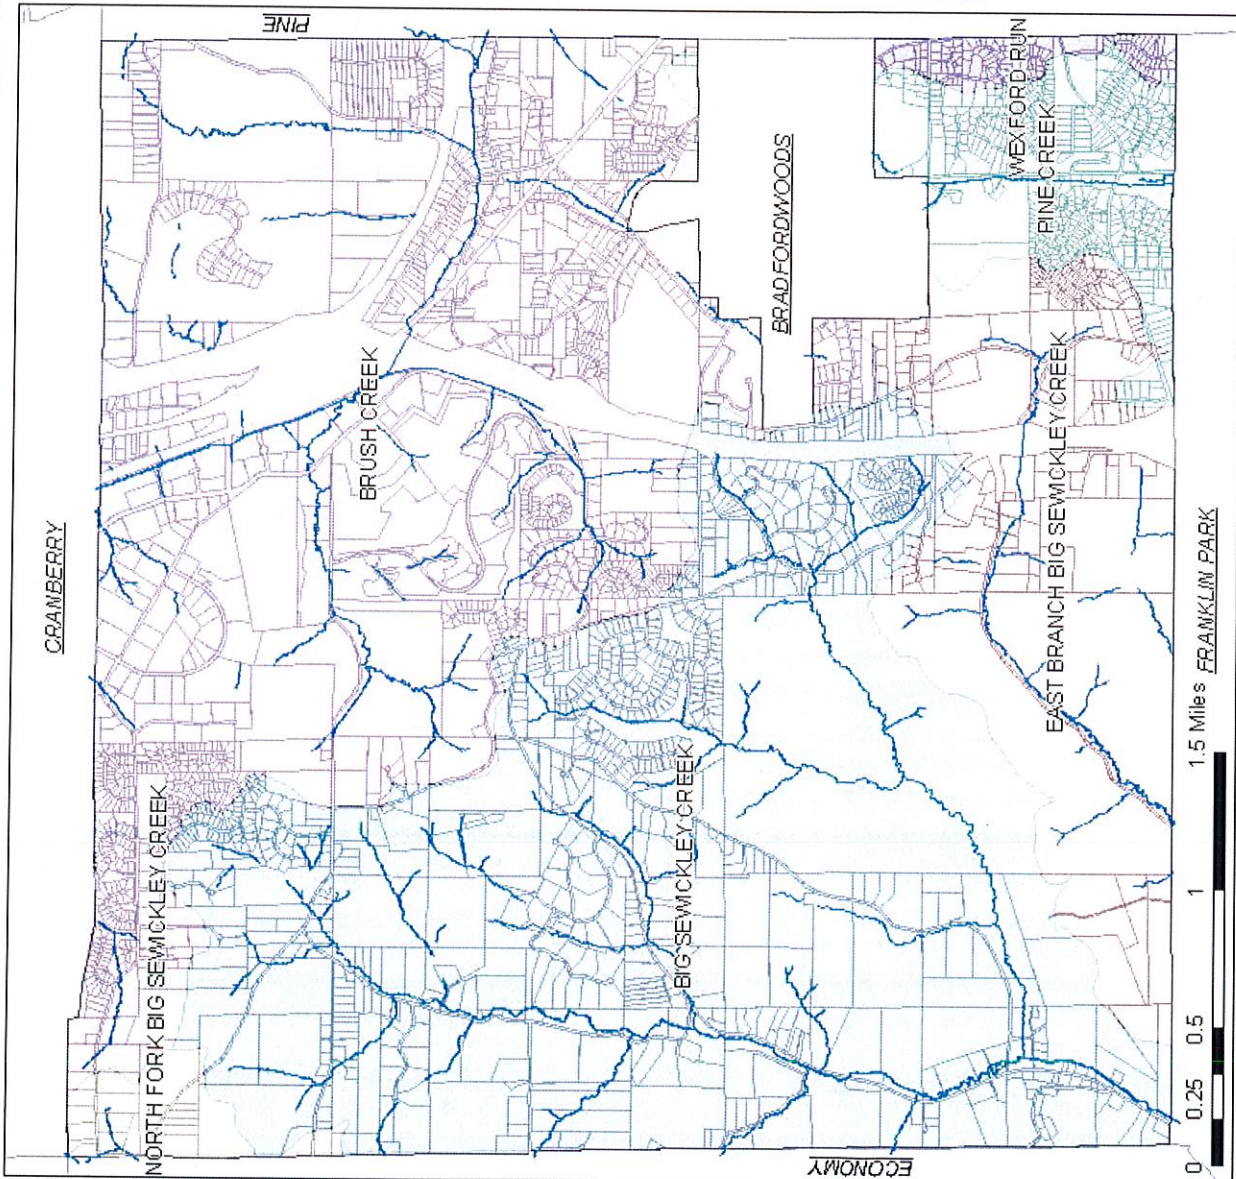 PINE
CRANBERRY
WEXFORD RUN
PINE CREEK
BRADFORDWOODS
BRUSH CREEK
EAST BRANCH BIG SEWICKLEY CREEK
NORTH FORK BIG SEWICKLEY CREEK
BIG SEWICKLEY CREEK
ECONOMY
FRANKLIN PARK
0 0.25 0.5 1 1.5 Miles